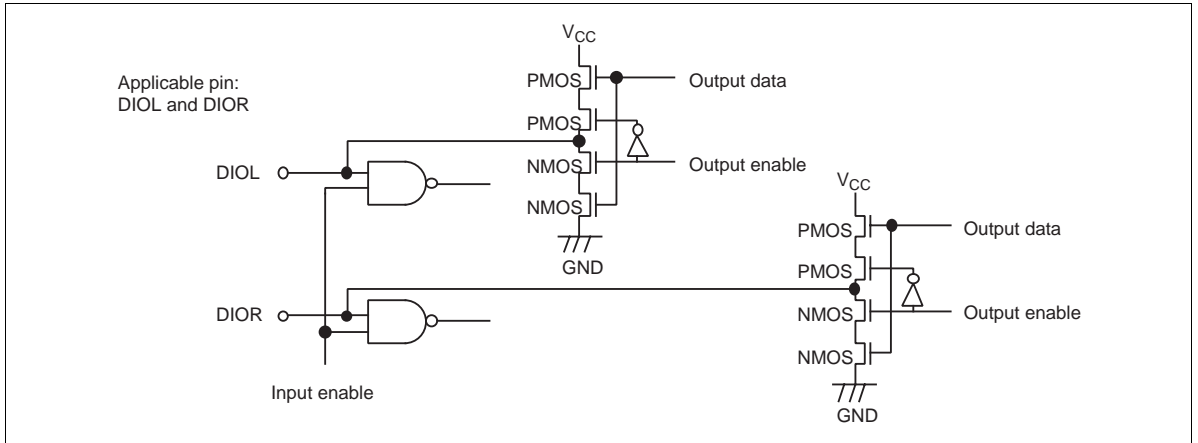 Applicable pin:
DIOL and DIOR
VCC
PMOS
Output data
PMOS
DIOL
NMOS
Output enable
NMOS
GND
VCC
PMOS
Output data
PMOS
DIOR
NMOS
Output enable
NMOS
GND
Input enable